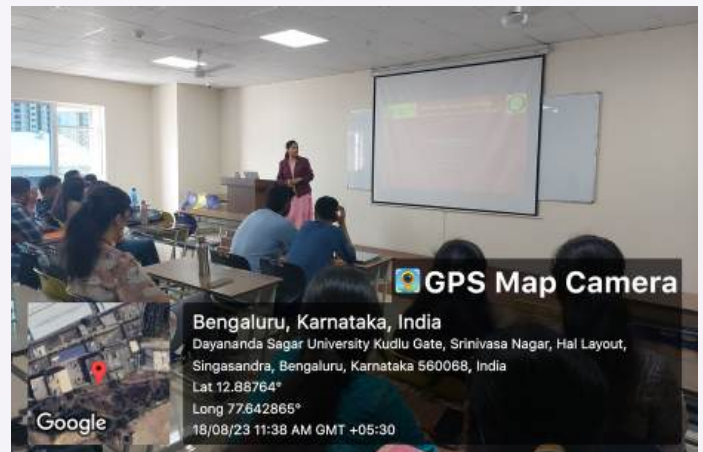 GPS Map Camera
Bengaluru, Karnataka, India
Dayananda Sagar University Kudlu Gate, Srinivasa Nagar, Hal Layout,
Singasandra, Bengaluru, Karnataka 560068, India
Lat 12.88764°
Long 77.642865°
18/08/23 11:38 AM GMT +05:30
Google